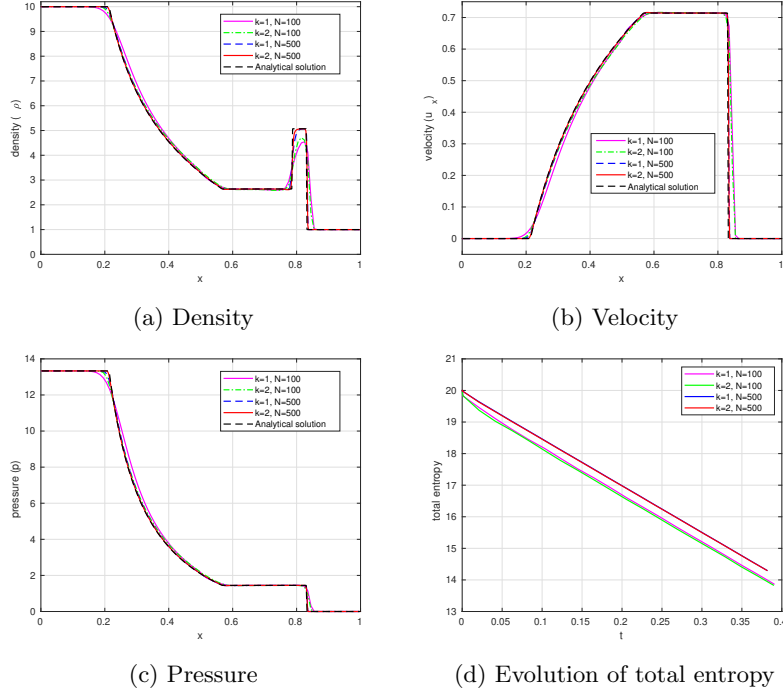 10
9
8
7
6
5
4
3
2
1
0
density ( ρ)
k=1, N=100
k=2, N=100
k=1, N=500
k=2, N=500
Analytical solution
0 0.2 0.4 0.6 0.8 1
x
(a) Density
0.7
0.6
0.5
0.4
0.3
0.2
0.1
0
velocity (u x)
k=1, N=100
k=2, N=100
k=1, N=500
k=2, N=500
Analytical solution
0 0.2 0.4 0.6 0.8 1
x
(b) Velocity
14
12
10
8
6
4
2
0
pressure (p)
k=1, N=100
k=2, N=100
k=1, N=500
k=2, N=500
Analytical solution
0 0.2 0.4 0.6 0.8 1
x
(c) Pressure
20
19
18
17
16
15
14
13
total entropy
k=1, N=100
k=2, N=100
k=1, N=500
k=2, N=500
0 0.05 0.1 0.15 0.2 0.25 0.3 0.35 0.4
t
(d) Evolution of total entropy